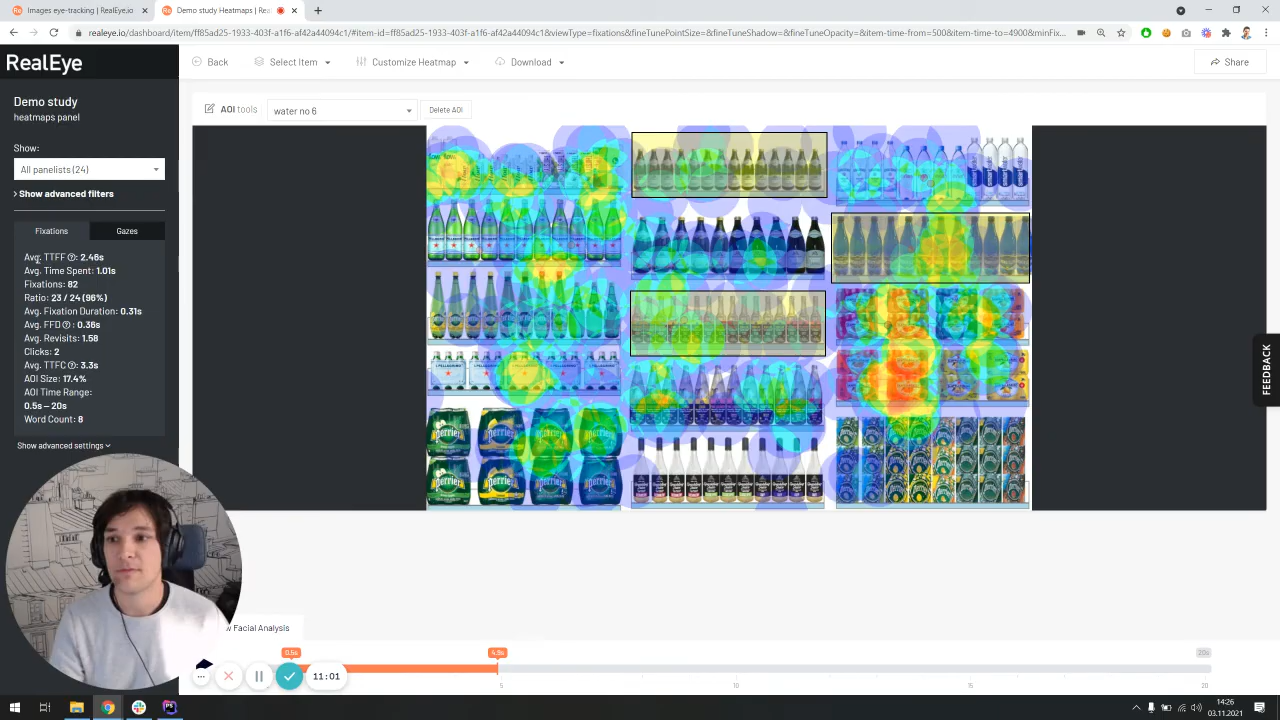 Images eye-tracking | RealEye.io
Demo study Heatmaps | Real
realeye.io/dashboard/item/ff85ad25-1933-403f-a1f6-af42a44094c1/#item-id=ff85ad25-1933-403f-a1f6-af42a44094c1&viewType=fixations&fineTunePointSize=&fineTuneShadow=&fineTuneOpacity=&item-time-from=500&item-time-to=4900&minFix...
RealEye
Back
Select Item
Customize Heatmap
Download
Share
Demo study
heatmaps panel
Show:
All panelists (24)
Show advanced filters
Fixations
Gazes
Avg. TTFF: 2.46s
Avg. Time Spent: 1.01s
Fixations: 82
Ratio: 23 / 24 (96%)
Avg. Fixation Duration: 0.31s
Avg. FFD : 0.36s
Avg. Revisits: 1.58
Clicks: 2
Avg. TTFC : 3.3s
AOI Size: 17.4%
AOI Time Range:
0.5s – 20s
Word Count: 8
Show advanced settings
AOI tools
water no 6
Delete AOI
S.PELLEGRINO
perrier
perrier
FEEDBACK
Facial Analysis
0.5s
4.9s
20s
11:01
5
10
15
20
14:26
03.11.2021